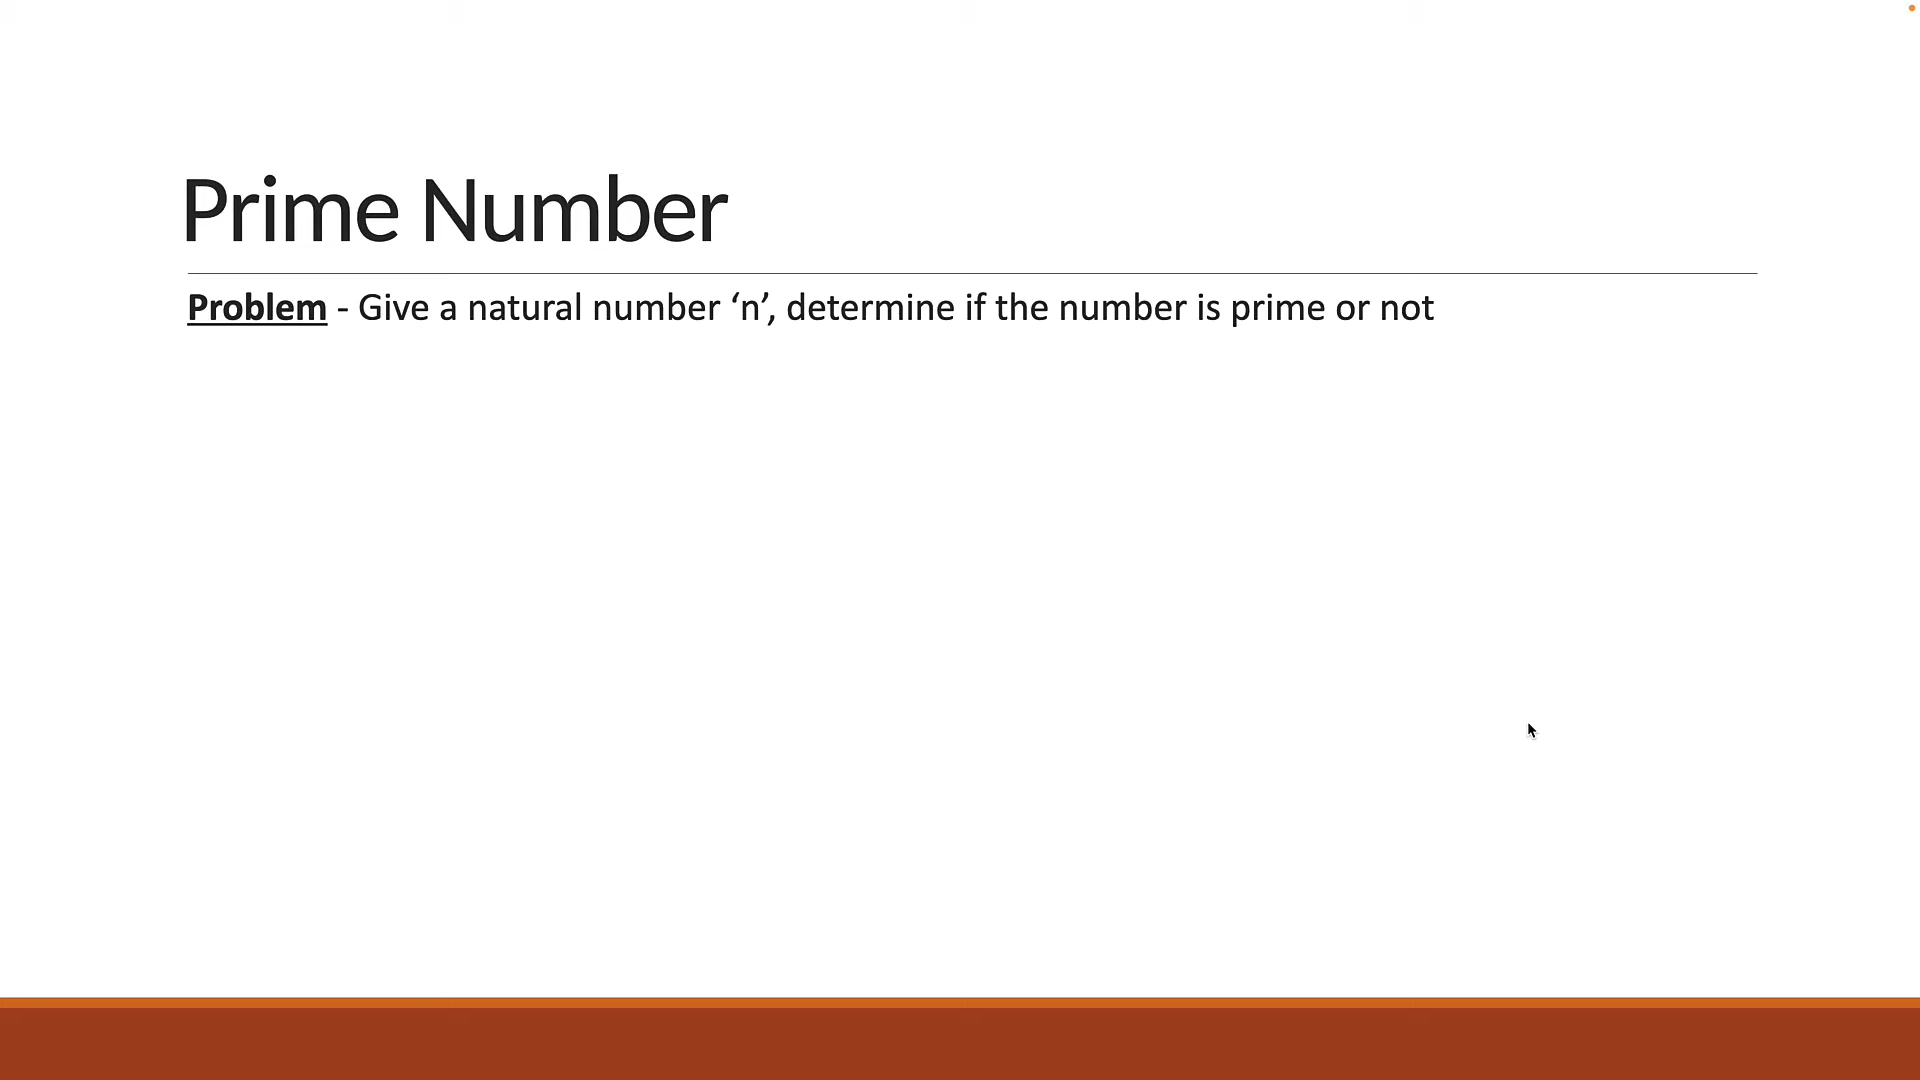 Prime Number
Problem - Give a natural number ‘n’, determine if the number is prime or not